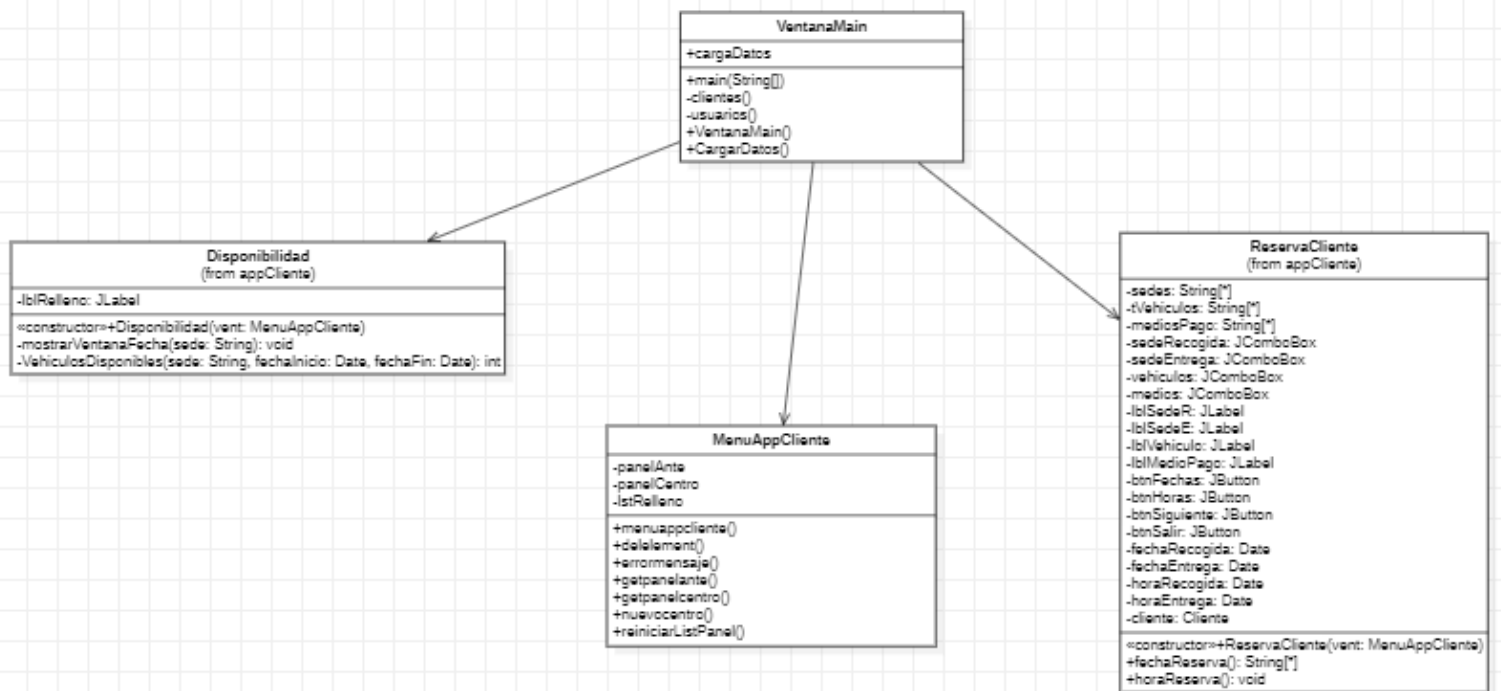 VentanaMain
+cargaDatos
+main(String[])
-clientes()
-usuarios()
+VentanaMain()
+CargarDatos()
Disponibilidad
(from appCliente)
-lblRelleno: JLabel
«constructor»+Disponibilidad(vent: MenuAppCliente)
-mostrarVentanaFecha(sede: String): void
-VehiculosDisponibles(sede: String, fechaInicio: Date, fechaFin: Date): int
MenuAppCliente
-panelAnte
-panelCentro
-lstRelleno
+menuappcliente()
+delelement()
+errormensaje()
+getpanelante()
+getpanelcentro()
+nuevocentro()
+reiniciarListPanel()
ReservaCliente
(from appCliente)
-sedes: String[*]
-tVehiculos: String[*]
-mediosPago: String[*]
-sedeRecogida: JComboBox
-sedeEntrega: JComboBox
-vehiculos: JComboBox
-medios: JComboBox
-lblSedeR: JLabel
-lblSedeE: JLabel
-lblVehiculo: JLabel
-lblMedioPago: JLabel
-btnFechas: JButton
-btnHoras: JButton
-btnSiguiente: JButton
-btnSalir: JButton
-fechaRecogida: Date
-fechaEntrega: Date
-horaRecogida: Date
-horaEntrega: Date
-cliente: Cliente
«constructor»+ReservaCliente(vent: MenuAppCliente)
+fechaReserva(): String[*]
+horaReserva(): void